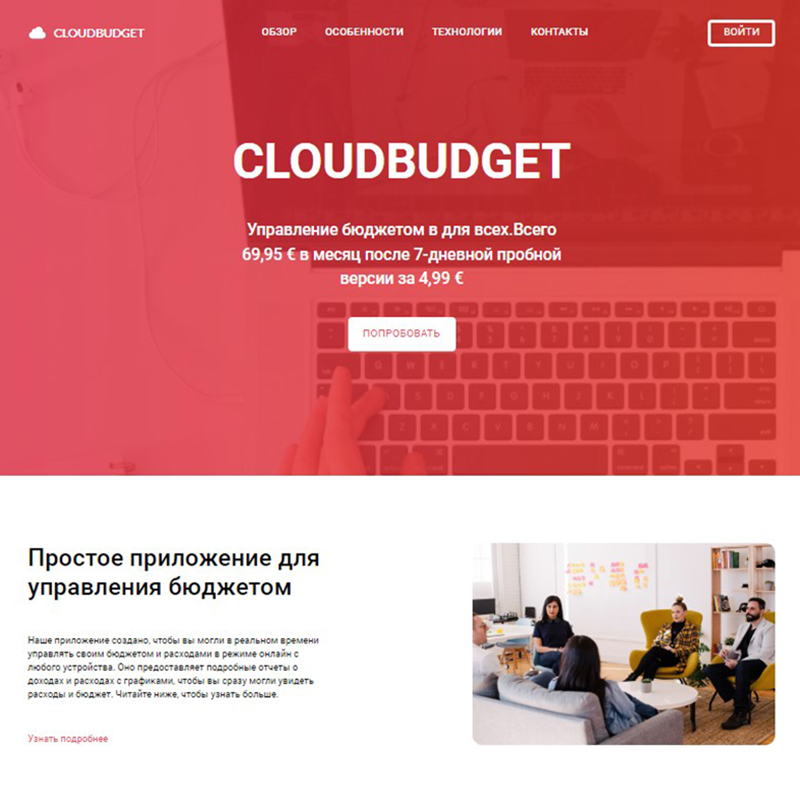 CLOUDBUDGET
ОБЗОР
ОСОБЕННОСТИ
ТЕХНОЛОГИИ
КОНТАКТЫ
ВОЙТИ
CLOUDBUDGET
Управление бюджетом в для всех.Всего
69,95 € в месяц после 7-дневной пробной
версии за 4,99 €
ПОПРОБОВАТЬ
Простое приложение для
управления бюджетом
Наше приложение создано, чтобы вы могли в реальном времени
управлять своим бюджетом и расходами в режиме онлайн с
любого устройства. Оно предоставляет подробные отчеты о
доходах и расходах с графиками, чтобы вы сразу могли увидеть
расходы и бюджет. Читайте ниже, чтобы узнать больше.
Узнать подробнее